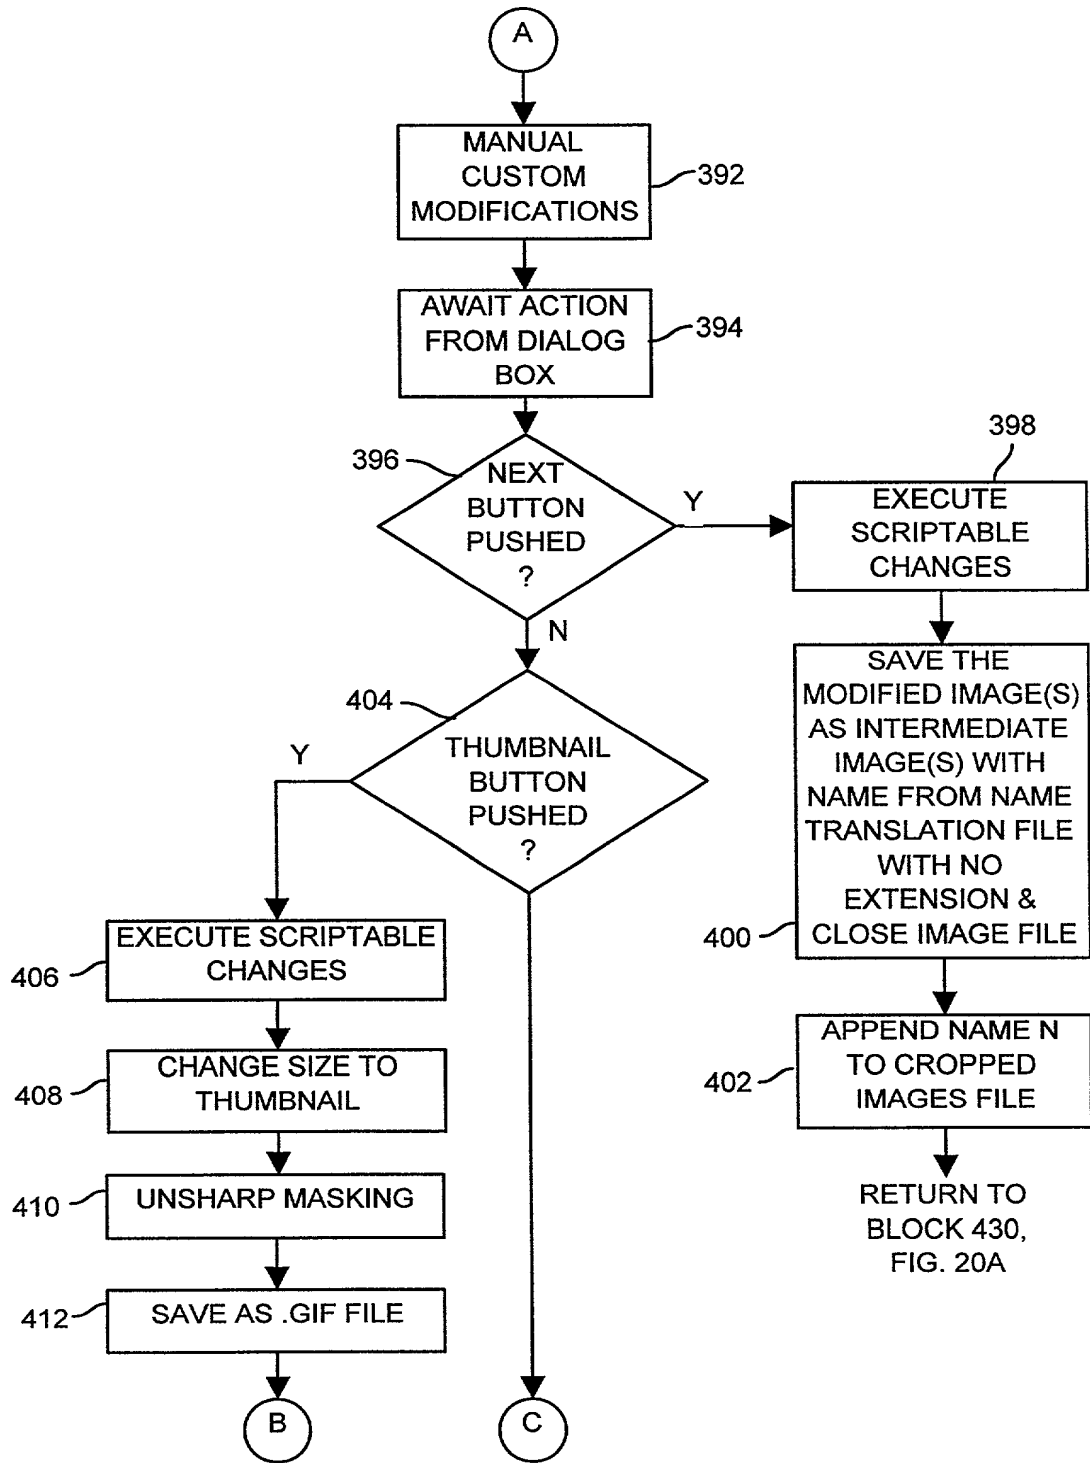 A
MANUAL
CUSTOM
MODIFICATIONS
392
AWAIT ACTION
FROM DIALOG
BOX
394
396
NEXT
BUTTON
PUSHED
?
Y
N
398
EXECUTE
SCRIPTABLE
CHANGES
SAVE THE
MODIFIED IMAGE(S)
AS INTERMEDIATE
IMAGE(S) WITH
NAME FROM NAME
TRANSLATION FILE
WITH NO
EXTENSION &
CLOSE IMAGE FILE
400
APPEND NAME N
TO CROPPED
IMAGES FILE
402
RETURN TO
BLOCK 430,
FIG. 20A
404
THUMBNAIL
BUTTON
PUSHED
?
Y
EXECUTE SCRIPTABLE
CHANGES
406
CHANGE SIZE TO
THUMBNAIL
408
UNSHARP MASKING
410
SAVE AS .GIF FILE
412
B
C